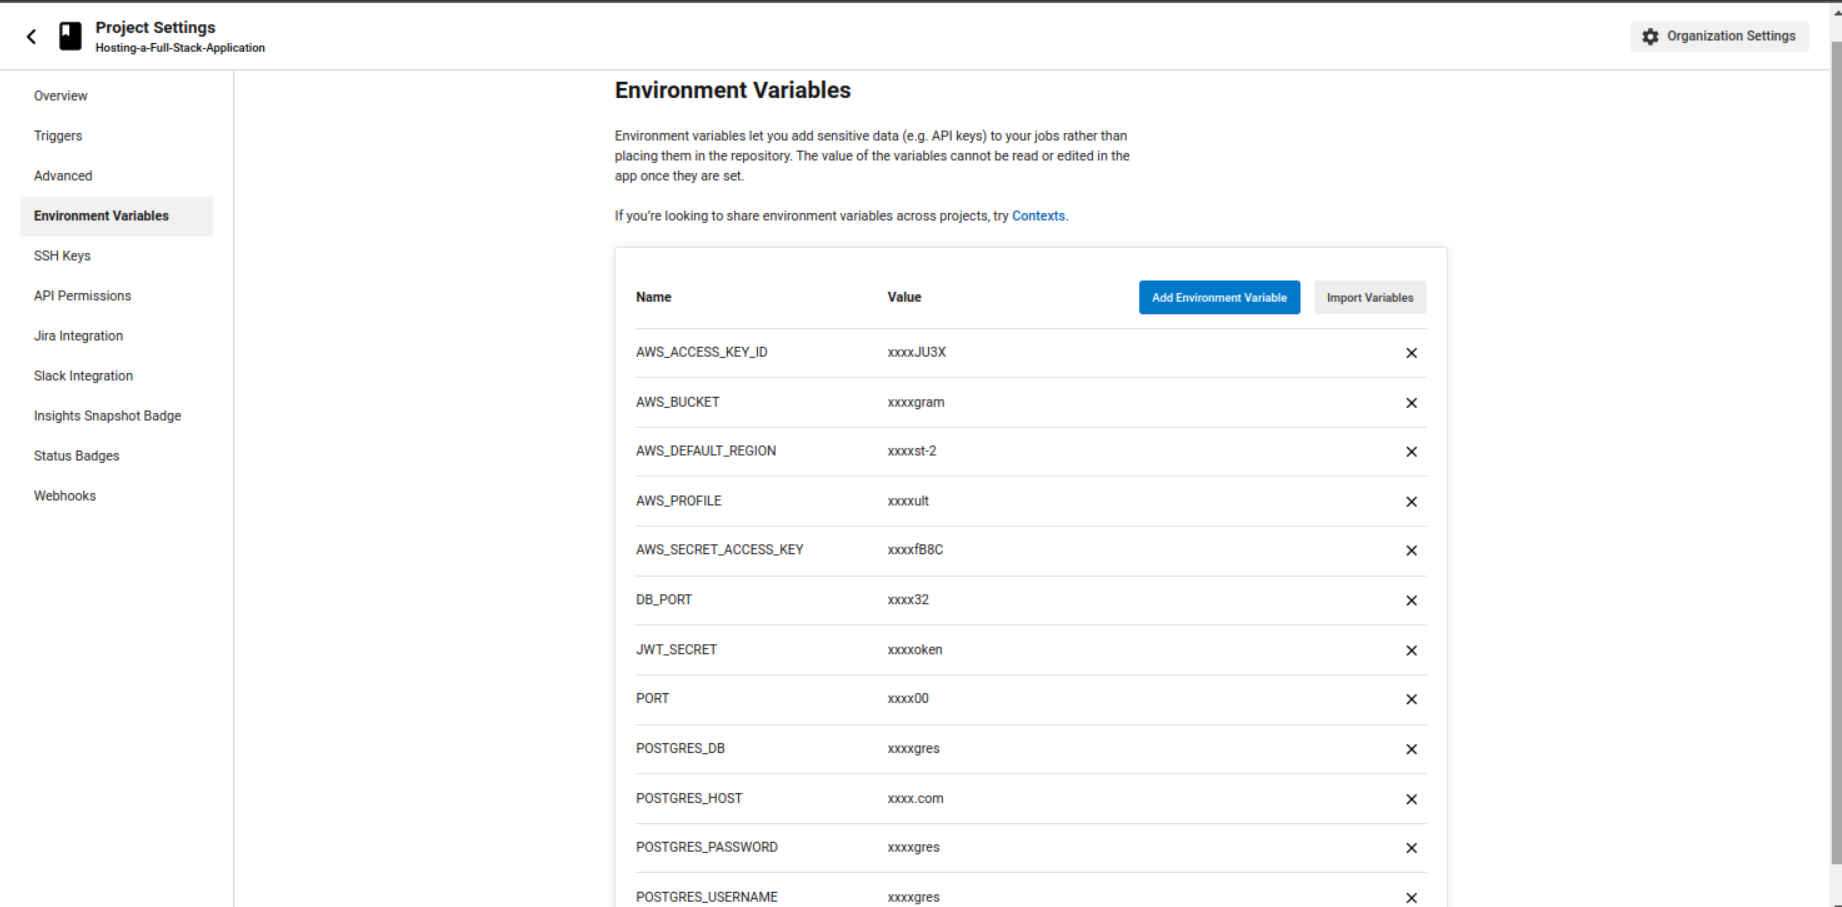 Project Settings
Hosting-a-Full-Stack-Application
Organization Settings
Overview
Triggers
Advanced
Environment Variables
SSH Keys
API Permissions
Jira Integration
Slack Integration
Insights Snapshot Badge
Status Badges
Webhooks
Environment Variables
Environment variables let you add sensitive data (e.g. API keys) to your jobs rather than
placing them in the repository. The value of the variables cannot be read or edited in the
app once they are set.
If you're looking to share environment variables across projects, try Contexts.
Name Value Add Environment Variable Import Variables
AWS_ACCESS_KEY_ID xxxxJU3X
AWS_BUCKET xxxxgram
AWS_DEFAULT_REGION xxxxst-2
AWS_PROFILE xxxxult
AWS_SECRET_ACCESS_KEY xxxxfB8C
DB_PORT xxxx32
JWT_SECRET xxxxoken
PORT xxxx00
POSTGRES_DB xxxxgres
POSTGRES_HOST xxxx.com
POSTGRES_PASSWORD xxxxgres
POSTGRES_USERNAME xxxxgres